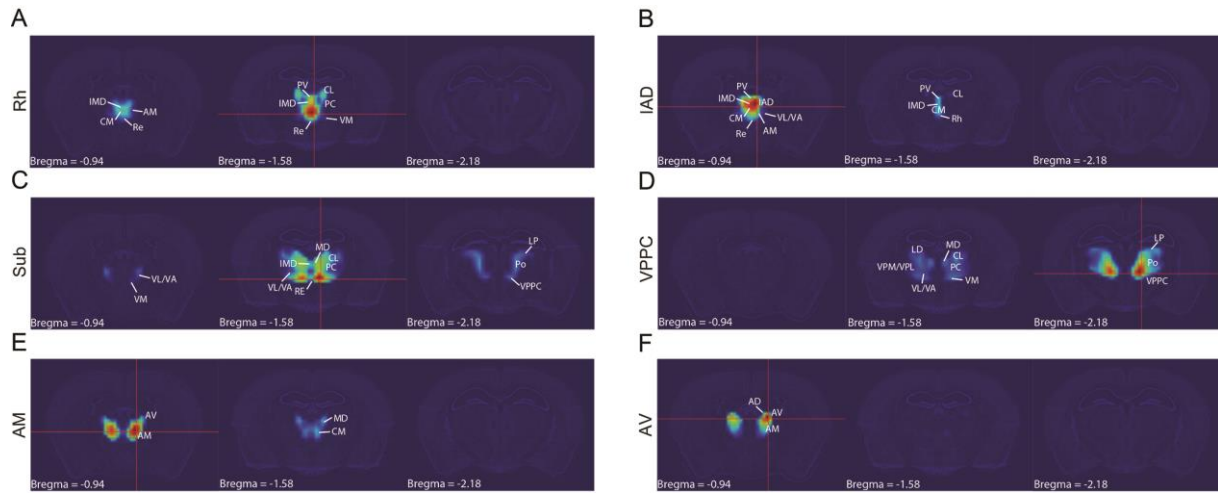 A
Rh
IMD
AM
CM
Re
Bregma = -0.94
PV
CL
IMD
PC
Re
VM
Bregma = -1.58
Bregma = -2.18
B
IAD
PV
IMD
IAD
CM
VL/VA
Re
AM
Bregma = -0.94
PV
CL
IMD
CM
Rh
Bregma = -1.58
Bregma = -2.18
C
Sub
VL/VA
VM
Bregma = -0.94
MD
IMD
CL
PC
VL/VA
RE
Bregma = -1.58
LP
Po
VPPC
Bregma = -2.18
D
VPPC
Bregma = -0.94
LD
MD
CL
VPM/VPL
PC
VL/VA
VM
Bregma = -1.58
LP
Po
VPPC
Bregma = -2.18
E
AM
AV
AM
Bregma = -0.94
MD
CM
Bregma = -1.58
Bregma = -2.18
F
AV
AD
AV
AM
Bregma = -0.94
Bregma = -1.58
Bregma = -2.18